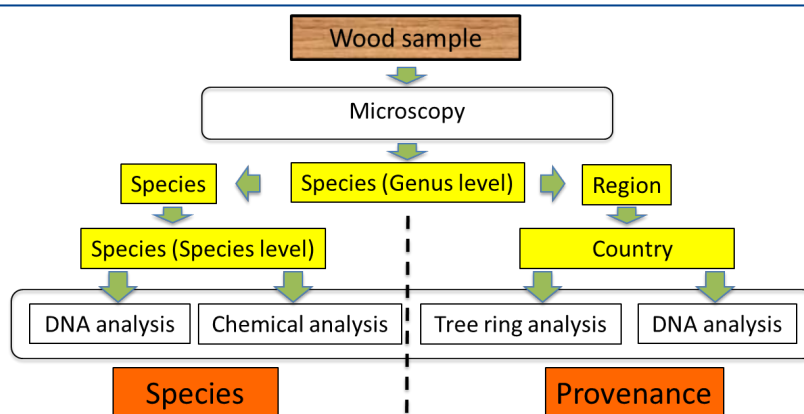 Wood sample
Microscopy
Species
Species (Genus level)
Region
Species (Species level)
Country
DNA analysis
Chemical analysis
Tree ring analysis
DNA analysis
Species
Provenance